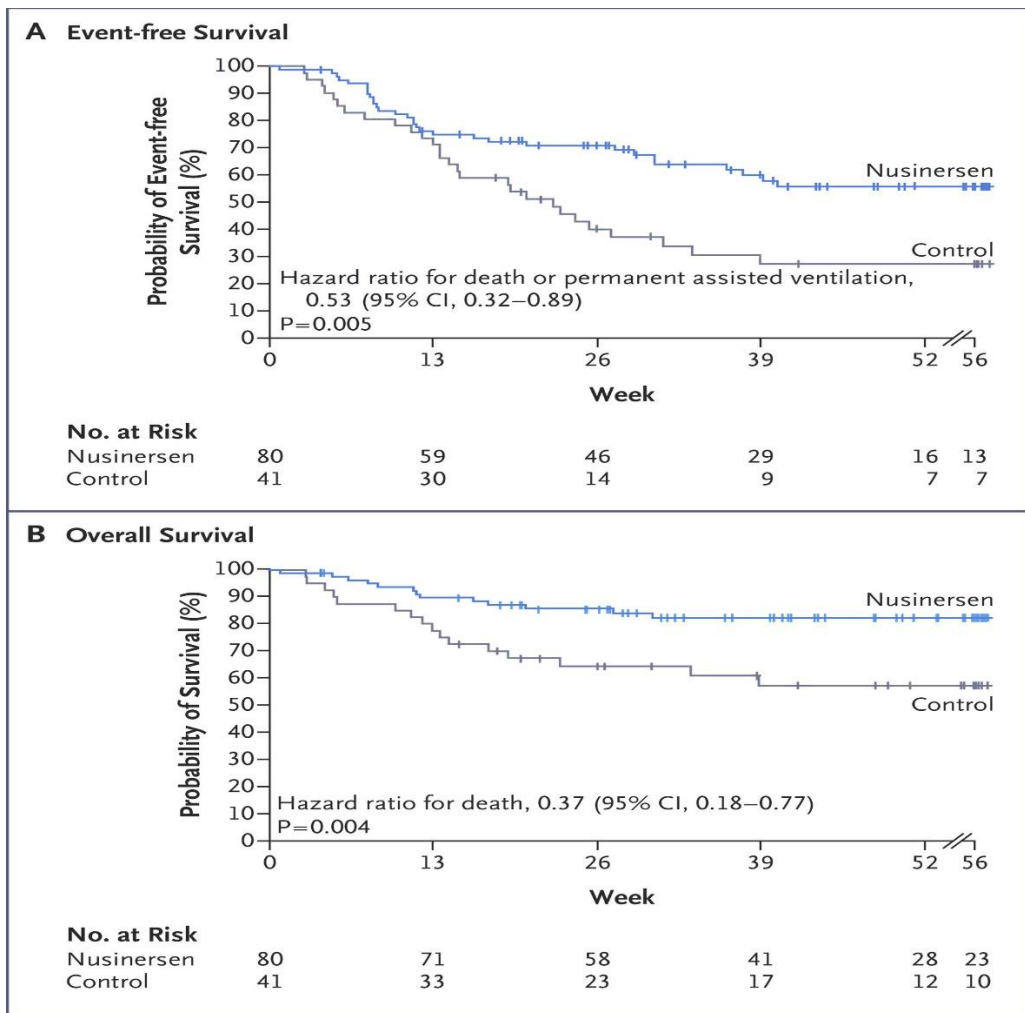 A Event-free Survival
Probability of Event-free
Survival (%)
100
90
80
70
60
50
40
30
20
10
0
Nusinersen
Control
Hazard ratio for death or permanent assisted ventilation,
0.53 (95% CI, 0.32–0.89)
P=0.005
0 13 26 39 52 56
Week
No. at Risk
Nusinersen 80 59 46 29 16 13
Control 41 30 14 9 7 7
B Overall Survival
Probability of Survival (%)
100
90
80
70
60
50
40
30
20
10
0
Nusinersen
Control
Hazard ratio for death, 0.37 (95% CI, 0.18–0.77)
P=0.004
0 13 26 39 52 56
Week
No. at Risk
Nusinersen 80 71 58 41 28 23
Control 41 33 23 17 12 10